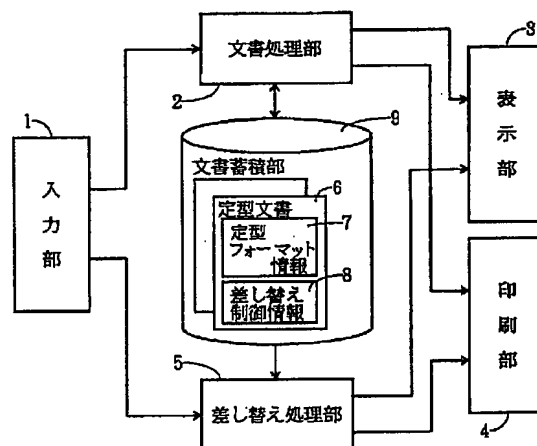 文書処理部
2
3
表
示
部
1
入
力
部
9
文書蓄積部
6
定型文書
7
定型
フォーマット
情報
8
差し替え
制御情報
印
刷
部
4
5
差し替え処理部